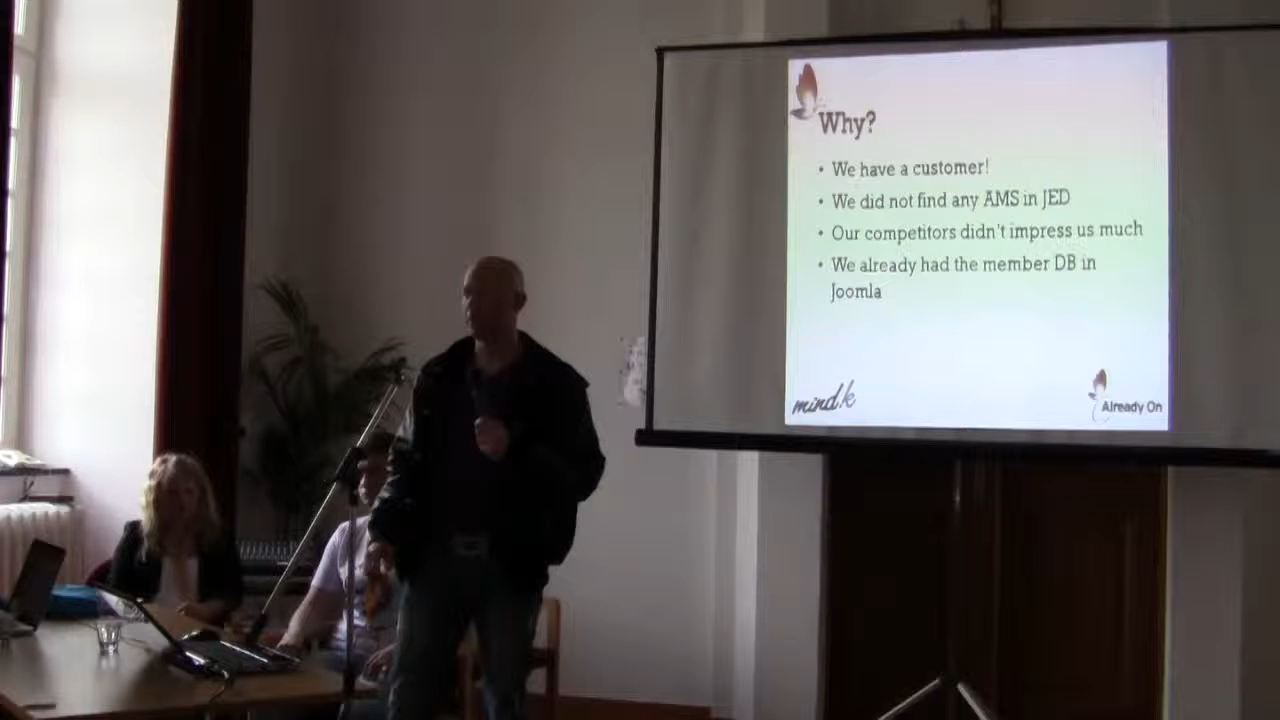 Why?
• We have a customer!
• We did not find any AMS in JED
• Our competitors didn't impress us much
• We already had the member DB in
Joomla
mind.k
Already On